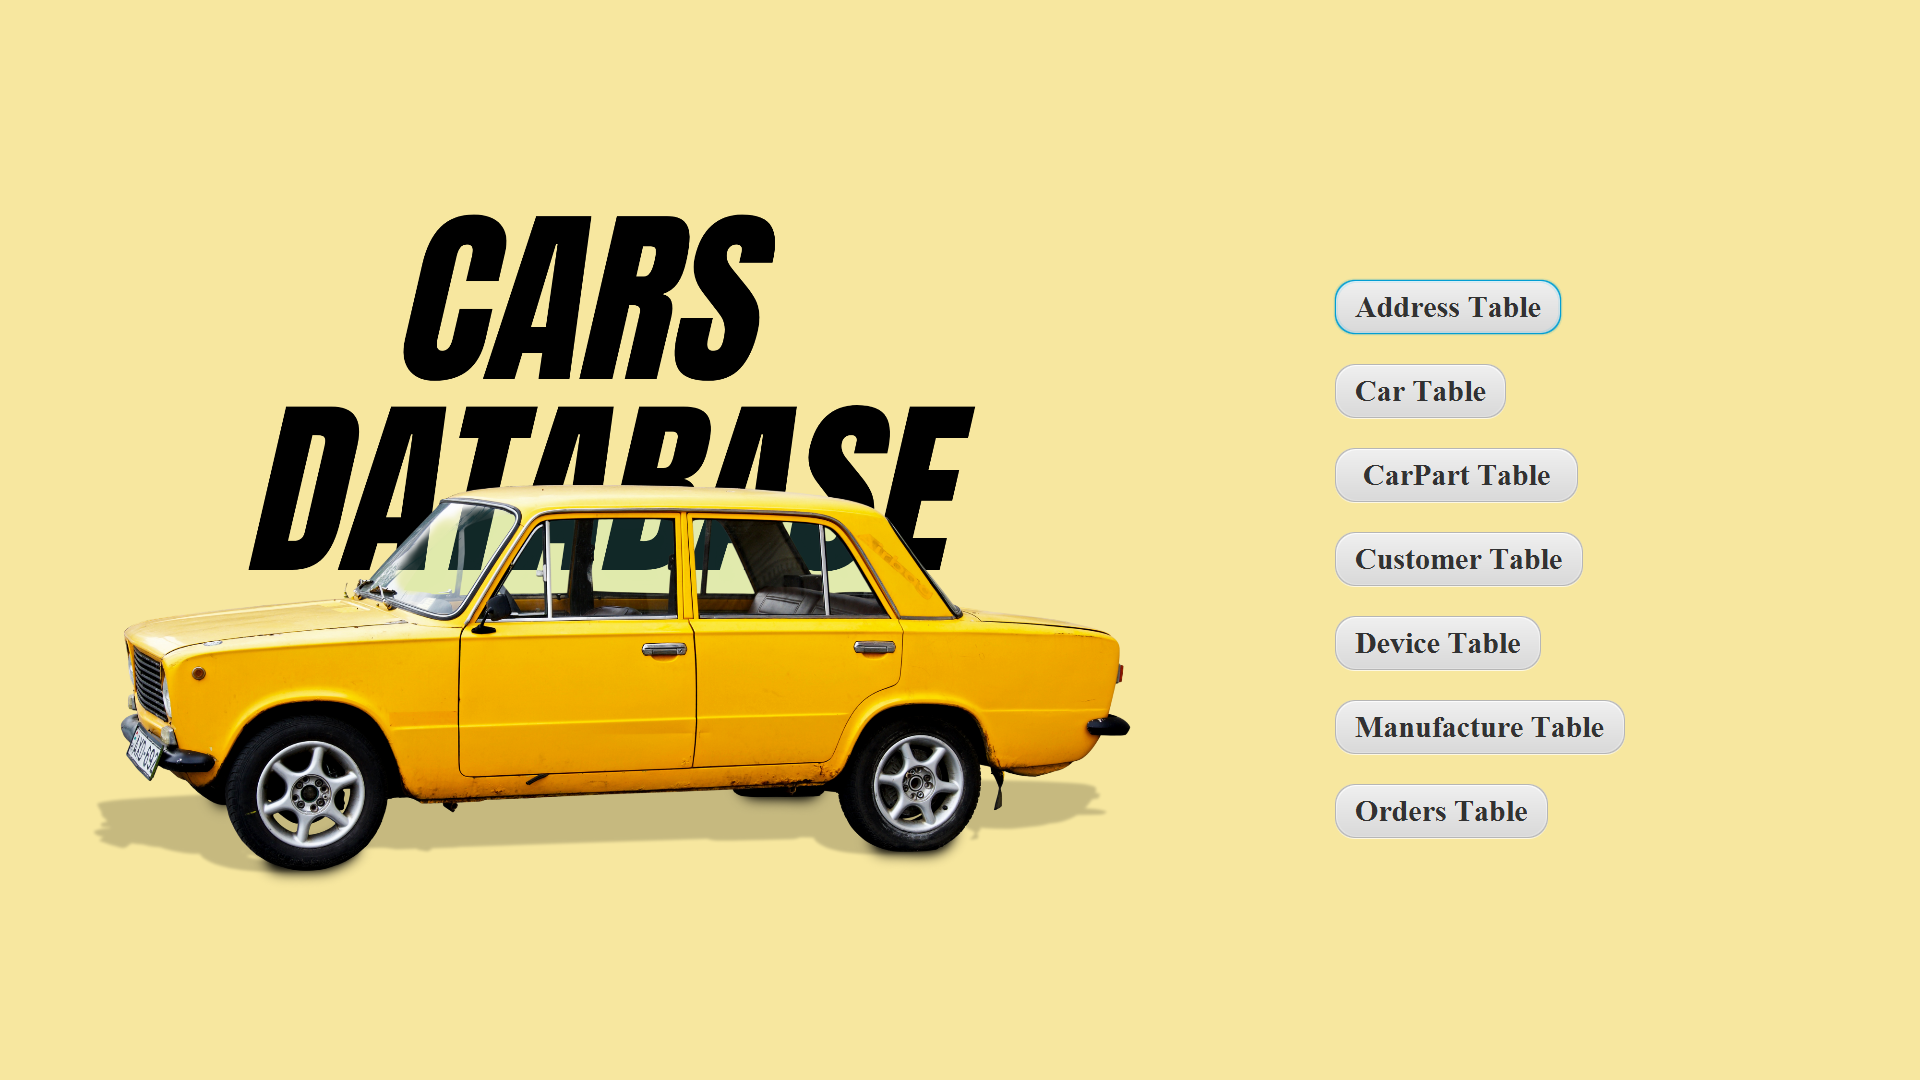 CARS
DATABASE
Address Table
Car Table
CarPart Table
Customer Table
Device Table
Manufacture Table
Orders Table